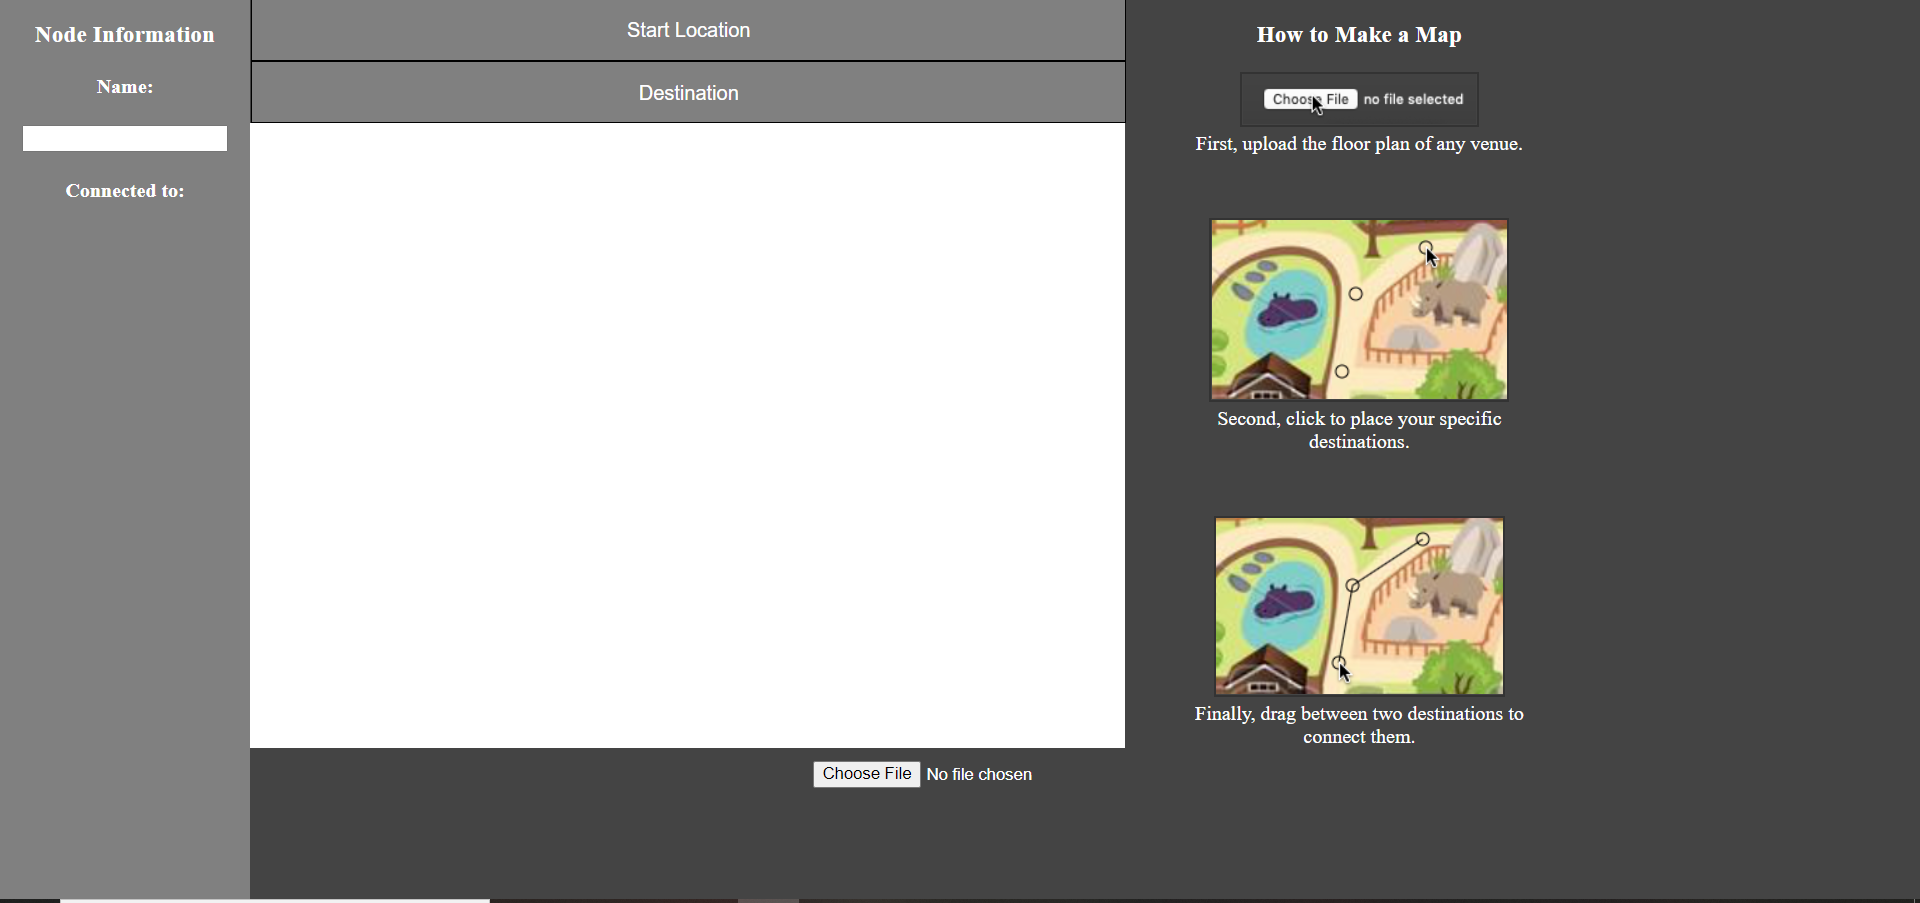 Node Information
Name:
Connected to:
Start Location
Destination
Choose File No file chosen
How to Make a Map
Choose File no file selected
First, upload the floor plan of any venue.
Second, click to place your specific
destinations.
Finally, drag between two destinations to
connect them.